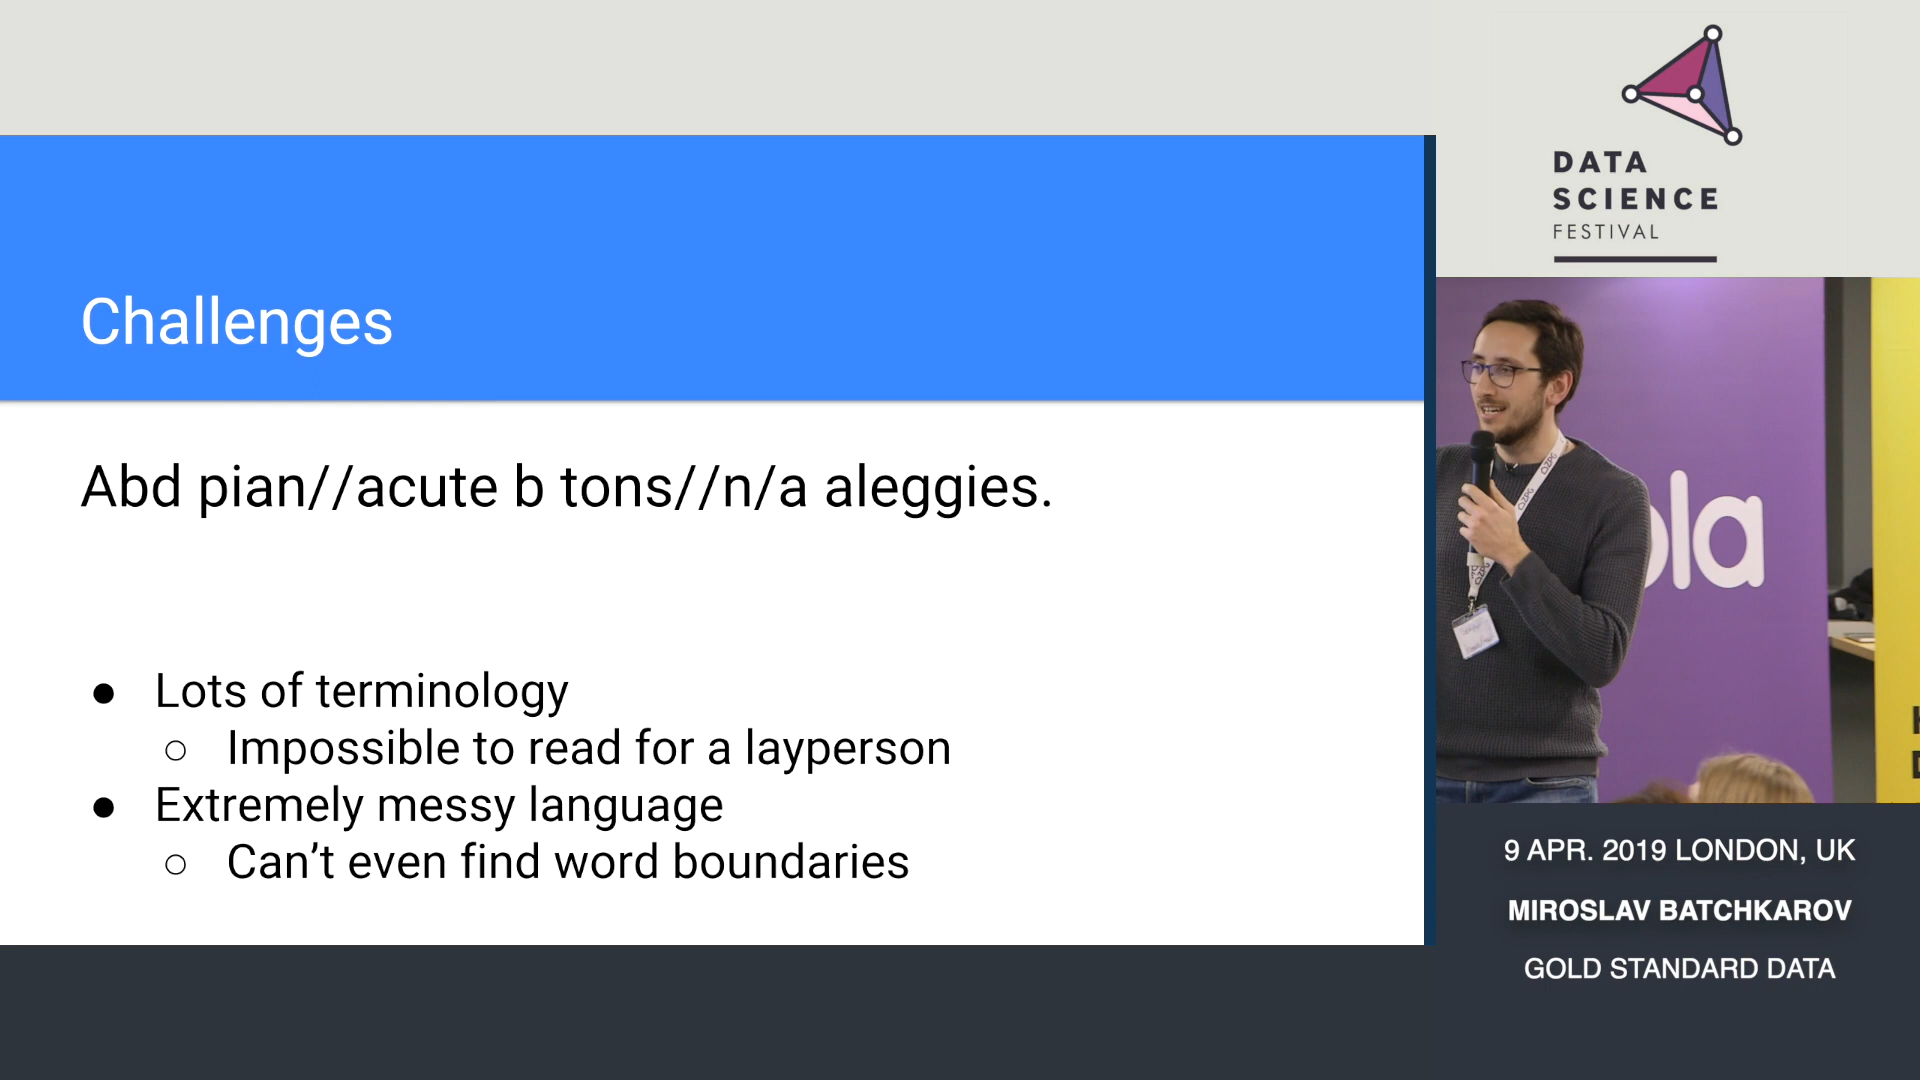 DATA
SCIENCE
FESTIVAL
Challenges
Abd pian//acute b tons//n/a aleggies.
● Lots of terminology
○ Impossible to read for a layperson
● Extremely messy language
○ Can’t even find word boundaries
ola
9 APR. 2019 LONDON, UK
MIROSLAV BATCHKAROV
GOLD STANDARD DATA